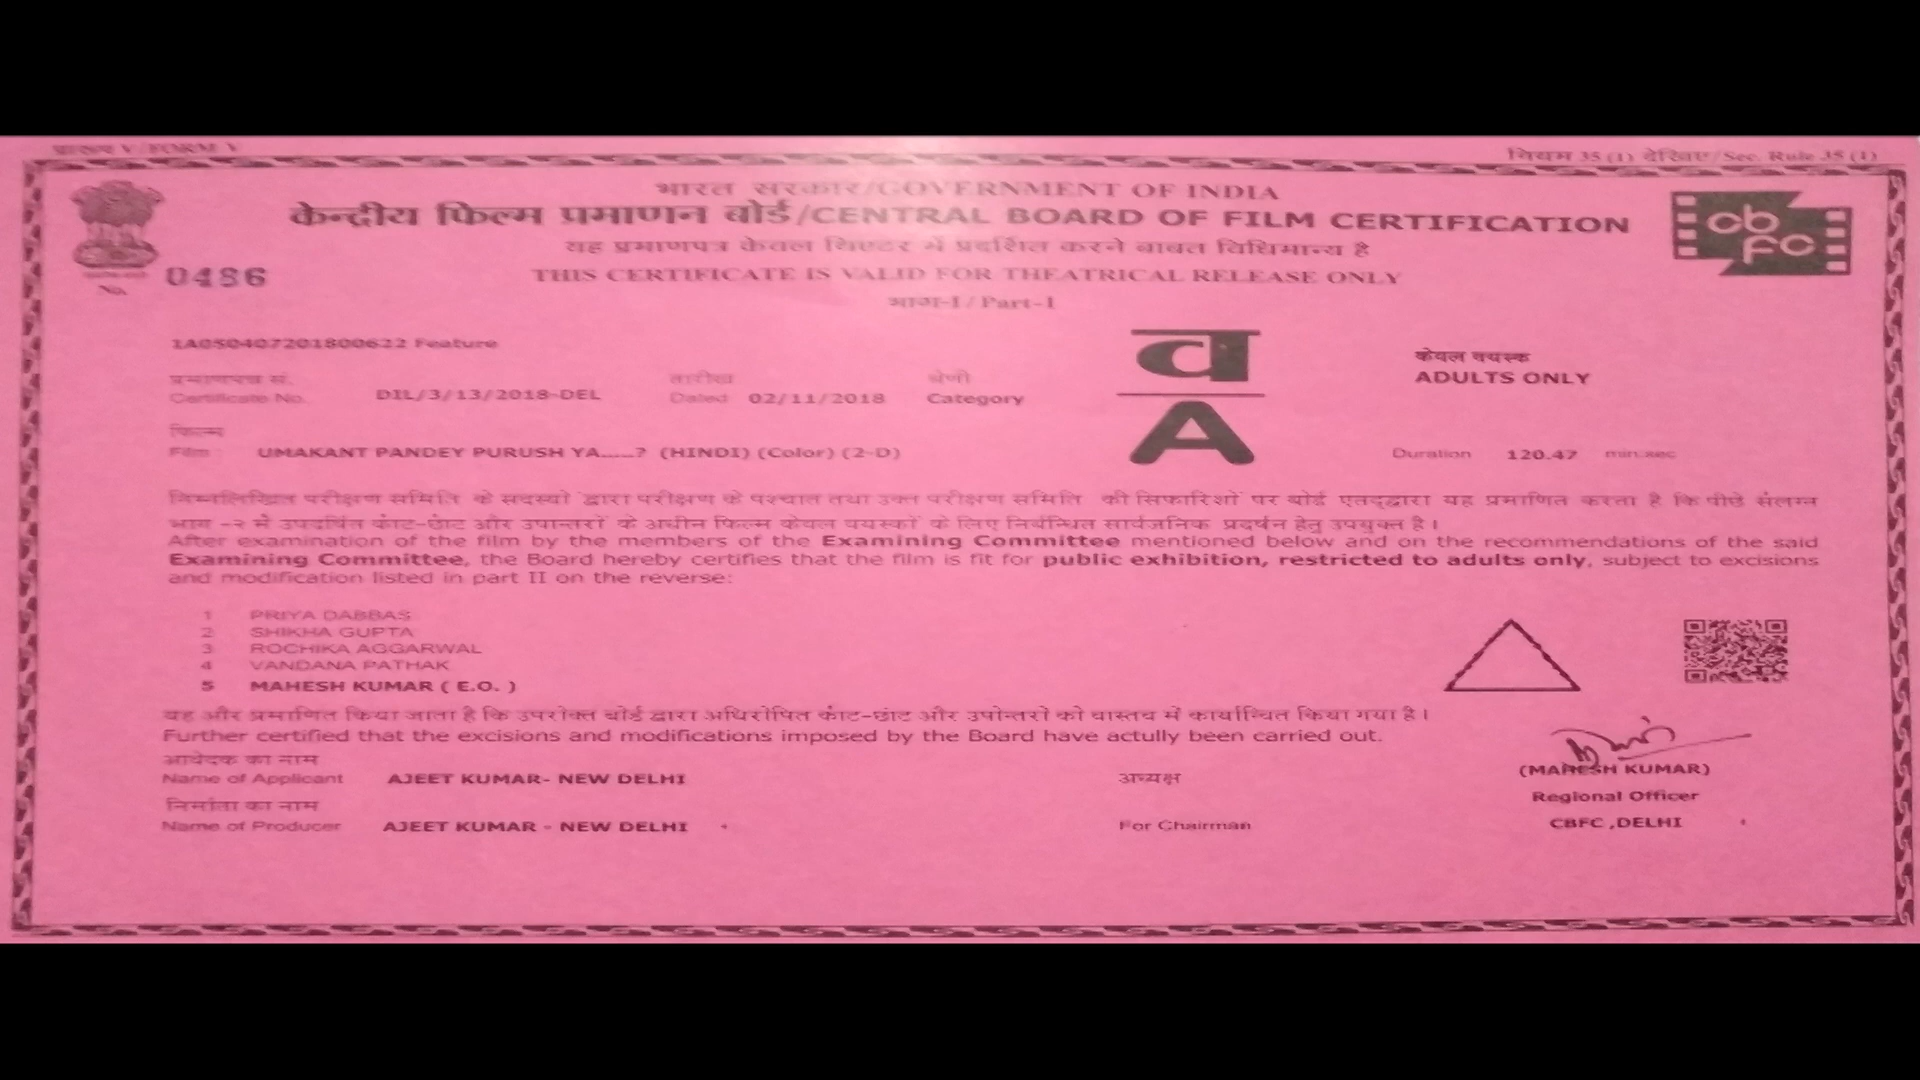 प्रारूप V/FORM V
नियम 35 (1) देखिए/See. Rule 35 (1)
भारत सरकार/GOVERNMENT OF INDIA
केन्द्रीय फिल्म प्रमाणन बोर्ड/CENTRAL BOARD OF FILM CERTIFICATION
cb
fc
यह प्रमाणपत्र केवल थिएटर में प्रदर्शित करने बाबत विधिमान्य है
No. 0486
THIS CERTIFICATE IS VALID FOR THEATRICAL RELEASE ONLY
भाग-I / Part-I
1A050407201800622 Feature
व
A
केवल वयस्क
ADULTS ONLY
प्रमाणपत्र सं. तारीख श्रेणी
Certificate No. DIL/3/13/2018-DEL Dated 02/11/2018 Category
फिल्म
Film : UMAKANT PANDEY PURUSH YA.....? (HINDI) (Color) (2-D) Duration 120.47 min:sec
निम्नलिखित परीक्षण समिति के सदस्यों द्वारा परीक्षण के पश्चात तथा उक्त परीक्षण समिति की सिफारिशों पर बोर्ड एतद्द्वारा यह प्रमाणित करता है कि पीछे संलग्न
भाग -२ में उपदर्षित काट-छांट और उपान्तरों के अधीन फिल्म केवल वयस्कों के लिए निर्बन्धित सार्वजनिक प्रदर्षन हेतु उपयुक्त है।
After examination of the film by the members of the Examining Committee mentioned below and on the recommendations of the said
Examining Committee, the Board hereby certifies that the film is fit for public exhibition, restricted to adults only, subject to excisions
and modification listed in part II on the reverse:
1 PRIYA DABBAS
2 SHIKHA GUPTA
3 ROCHIKA AGGARWAL
4 VANDANA PATHAK
5 MAHESH KUMAR ( E.O. )
यह और प्रमाणित किया जाता है कि उपरोक्त बोर्ड द्वारा अधिरोपित काट-छांट और उपोन्तरों को वास्तव में कार्यान्वित किया गया है।
Further certified that the excisions and modifications imposed by the Board have actully been carried out.
आवेदक का नाम
Name of Applicant AJEET KUMAR- NEW DELHI
अध्यक्ष
(MAHESH KUMAR)
Regional Officer
निर्माता का नाम
Name of Producer AJEET KUMAR - NEW DELHI
For Chairman
CBFC ,DELHI